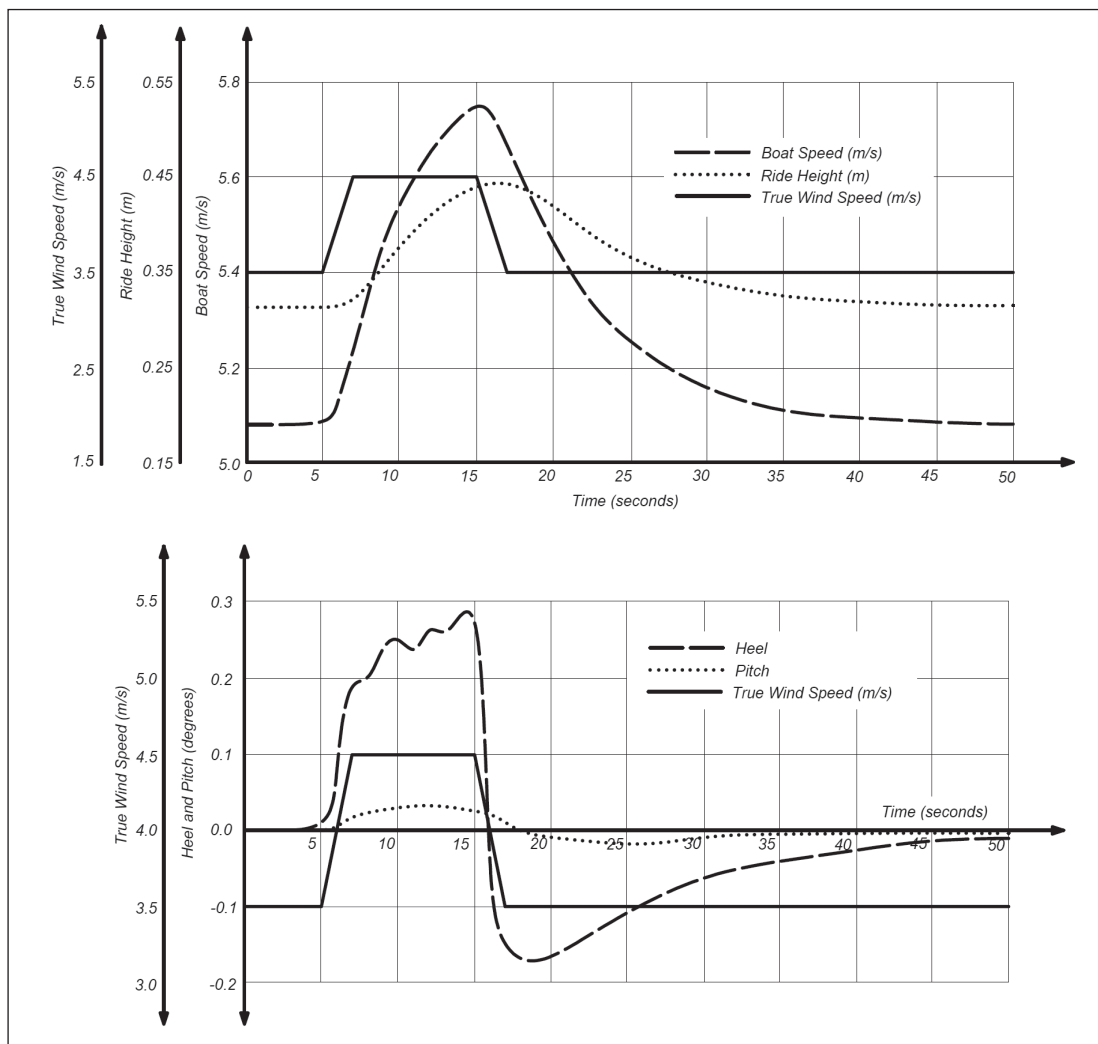 5.5 0.55 5.8
4.5 0.45 5.6
3.5 0.35 5.4
2.5 0.25 5.2
1.5 0.15 5.0
True Wind Speed (m/s)
Ride Height (m)
Boat Speed (m/s)
Boat Speed (m/s)
Ride Height (m)
True Wind Speed (m/s)
0 5 10 15 20 25 30 35 40 45 50
Time (seconds)
5.5 0.3
5.0 0.2
4.5 0.1
4.0 0.0
3.5 -0.1
3.0 -0.2
True Wind Speed (m/s)
Heel and Pitch (degrees)
Heel
Pitch
True Wind Speed (m/s)
Time (seconds)
5 10 15 20 25 30 35 40 45 50